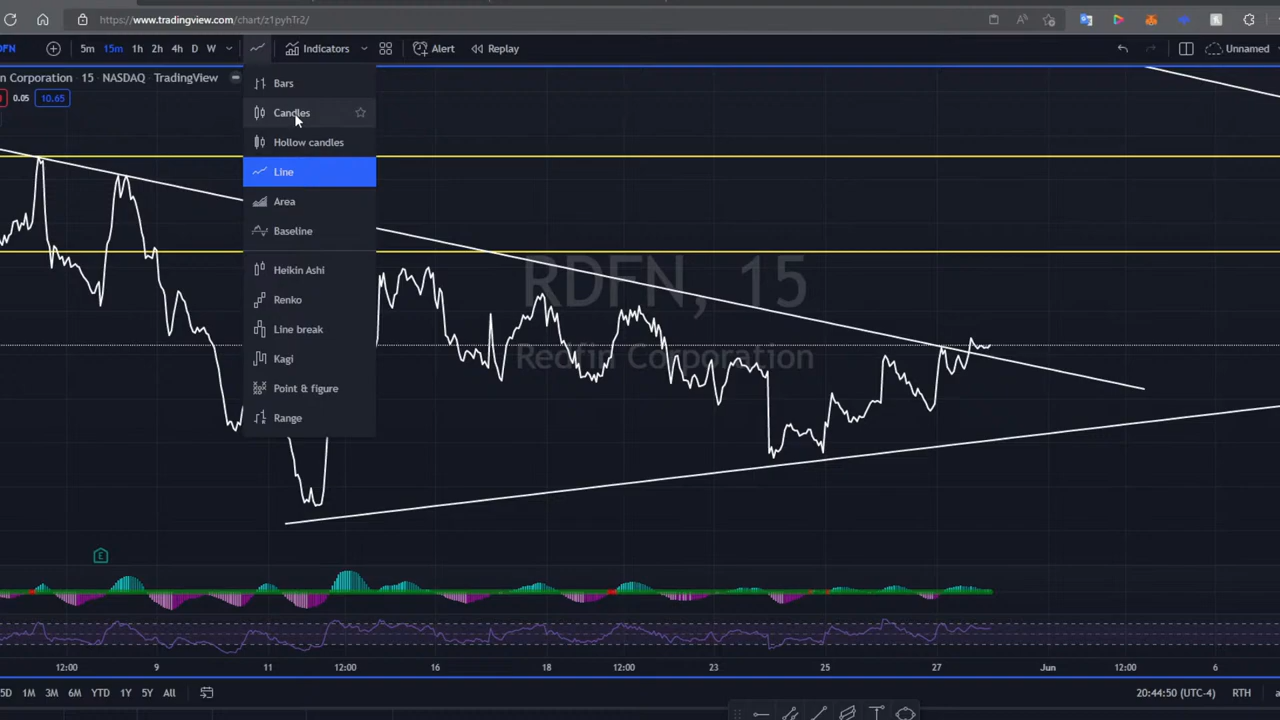 https://www.tradingview.com/chart/z1pyhTr2/
DFN 5m 15m 1h 2h 4h D W Indicators Alert Replay Unnamed
n Corporation · 15 · NASDAQ · TradingView
0.05 10.65
Bars
Candles
Hollow candles
Line
Area
Baseline
Heikin Ashi
Renko
Line break
Kagi
Point & figure
Range
RDFN, 15
Redfin Corporation
E
12:00 9 11 12:00 16 18 12:00 23 25 27 Jun 12:00 6
5D 1M 3M 6M YTD 1Y 5Y All 20:44:50 (UTC-4) RTH